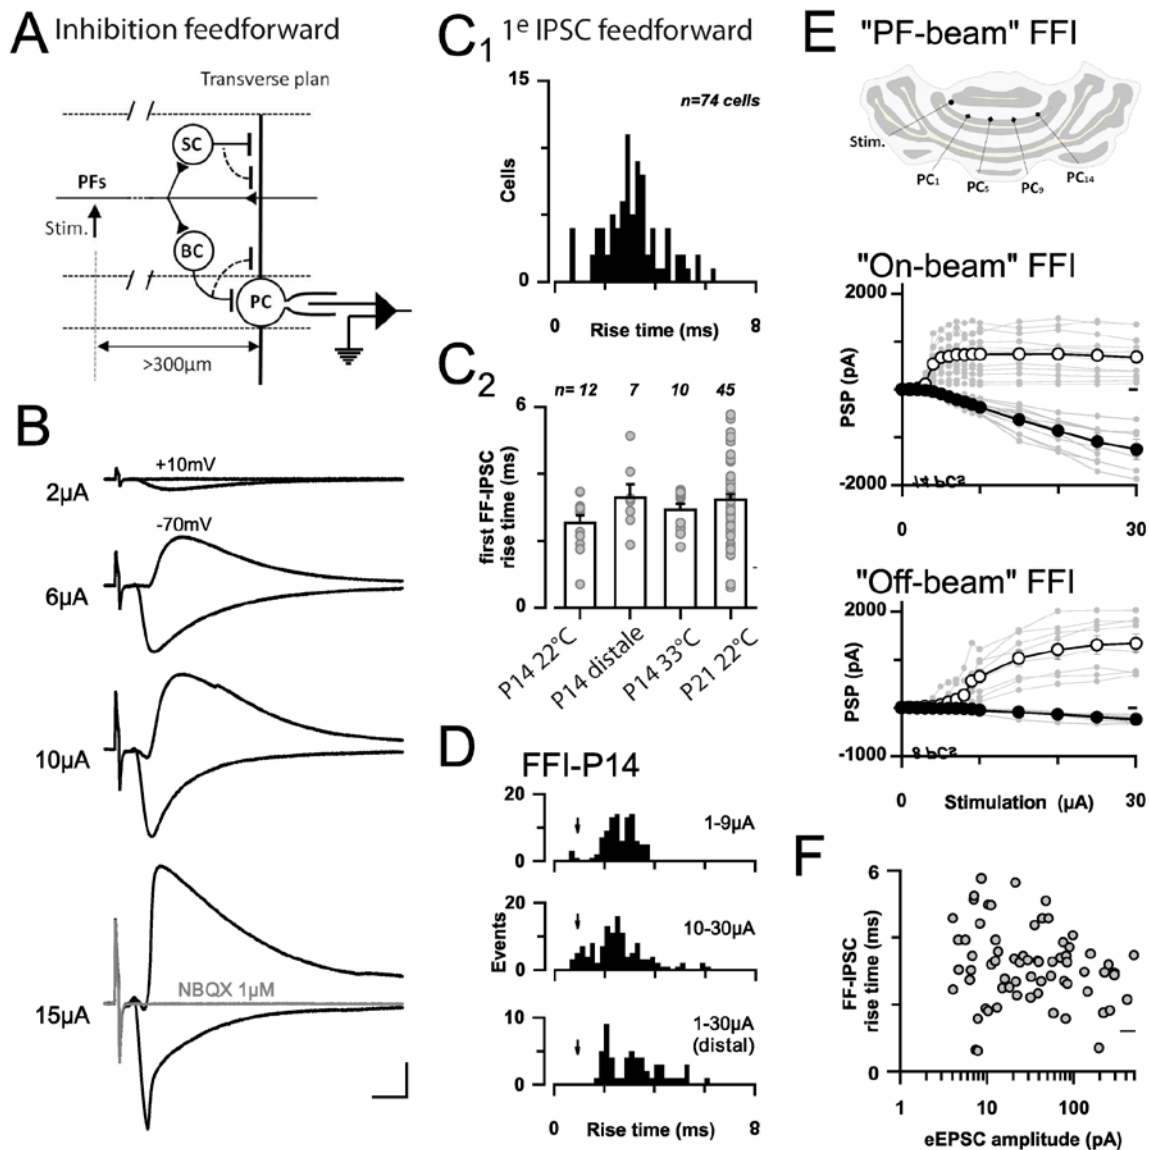 A Inhibition feedforward
Transverse plan
SC
PFs
Stim.
BC
PC
>300µm
B
+10mV
2µA
-70mV
6µA
10µA
NBQX 1µM
15µA
C1 1e IPSC feedforward
n=74 cells
15
Cells
0
0 8
Rise time (ms)
C2
n= 12 7 10 45
6
first FF-IPSC
rise time (ms)
0
P14 22°C
P14 distale
P14 33°C
P21 22°C
D FFI-P14
20
1-9µA
0
20
10-30µA
Events
0
10
1-30µA
(distal)
0
0 Rise time (ms) 8
E "PF-beam" FFI
Stim.
PC1 PC5 PC9 PC14
"On-beam" FFI
2000
PSP (pA)
-2000
14 PCs
0 30
"Off-beam" FFI
2000
PSP (pA)
-1000
8 PCs
0 Stimulation (µA) 30
F
6
FF-IPSC
rise time (ms)
0
1 10 100
eEPSC amplitude (pA)